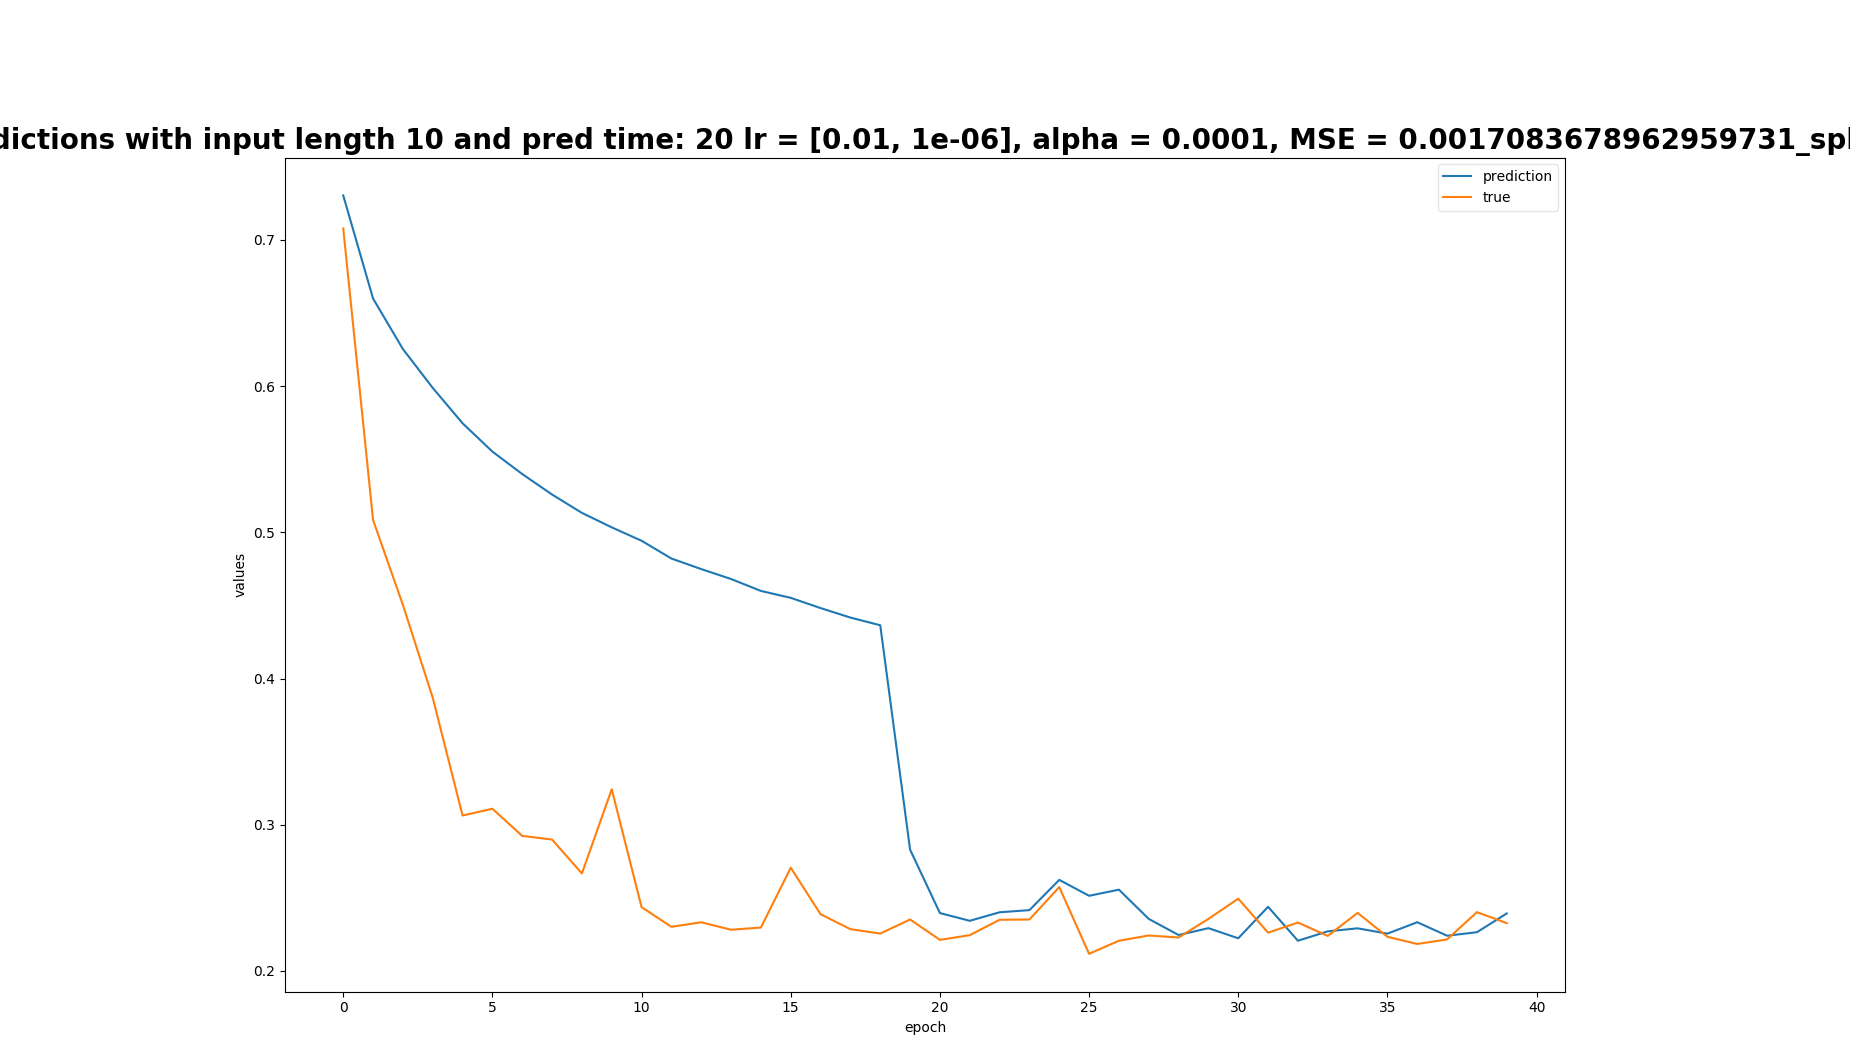 dictions with input length 10 and pred time: 20 lr = [0.01, 1e-06], alpha = 0.0001, MSE = 0.0017083678962959731_spl
prediction
true
0.7
0.6
0.5
0.4
0.3
0.2
values
0 5 10 15 20 25 30 35 40
epoch